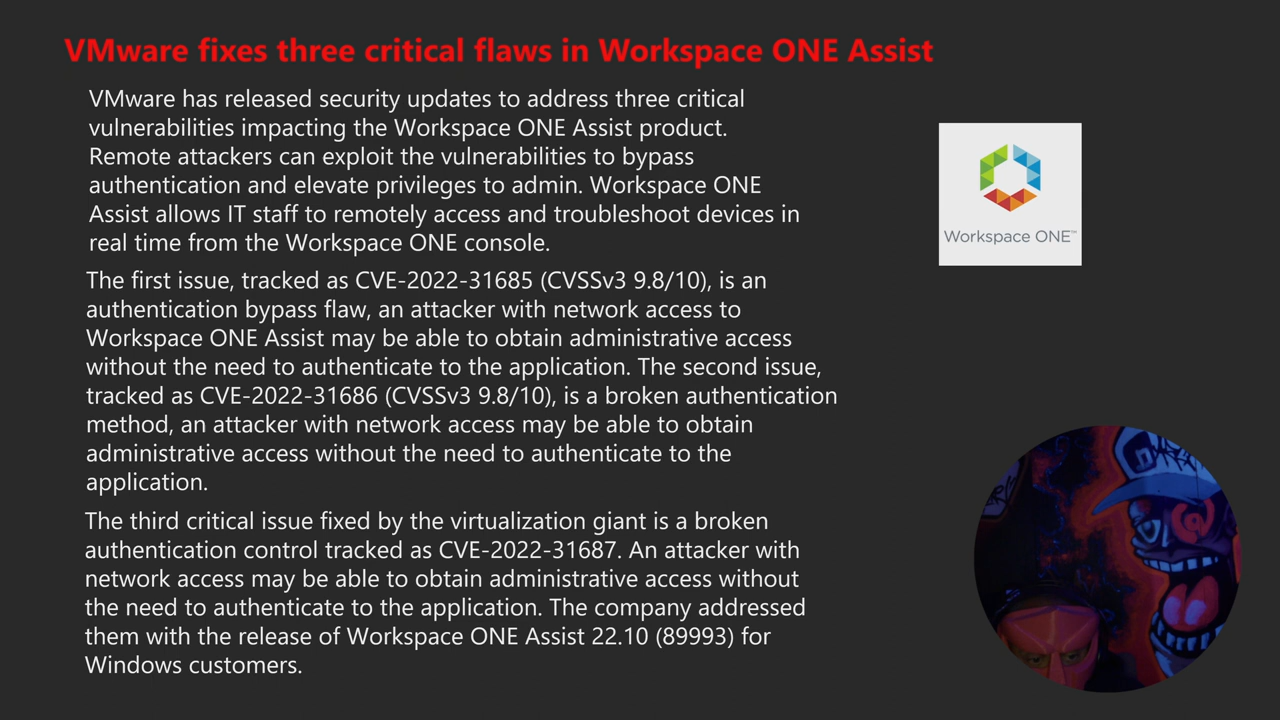 VMware fixes three critical flaws in Workspace ONE Assist
VMware has released security updates to address three critical
vulnerabilities impacting the Workspace ONE Assist product.
Remote attackers can exploit the vulnerabilities to bypass
authentication and elevate privileges to admin. Workspace ONE
Assist allows IT staff to remotely access and troubleshoot devices in
real time from the Workspace ONE console.
Workspace ONE™
The first issue, tracked as CVE-2022-31685 (CVSSv3 9.8/10), is an
authentication bypass flaw, an attacker with network access to
Workspace ONE Assist may be able to obtain administrative access
without the need to authenticate to the application. The second issue,
tracked as CVE-2022-31686 (CVSSv3 9.8/10), is a broken authentication
method, an attacker with network access may be able to obtain
administrative access without the need to authenticate to the
application.
The third critical issue fixed by the virtualization giant is a broken
authentication control tracked as CVE-2022-31687. An attacker with
network access may be able to obtain administrative access without
the need to authenticate to the application. The company addressed
them with the release of Workspace ONE Assist 22.10 (89993) for
Windows customers.